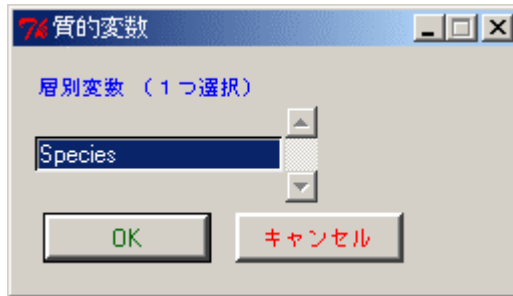 質的変数
層別変数 （１つ選択）
Species
OK
キャンセル